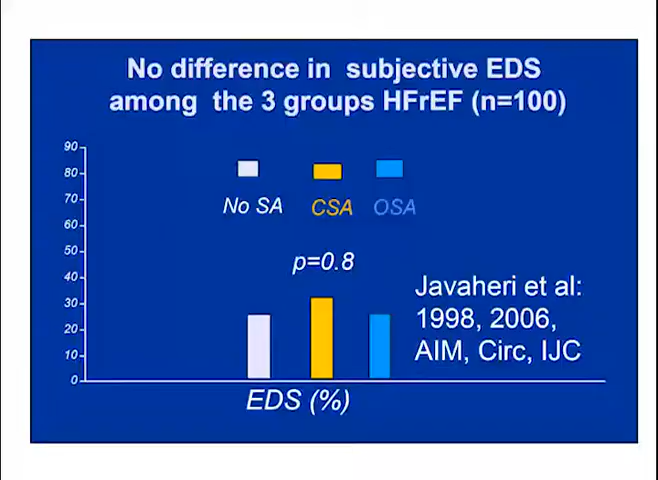 No difference in subjective EDS
among the 3 groups HFrEF (n=100)
90
80
70
60
50
40
30
20
10
0
No SA CSA OSA
p=0.8
Javaheri et al:
1998, 2006,
AIM, Circ, IJC
EDS (%)